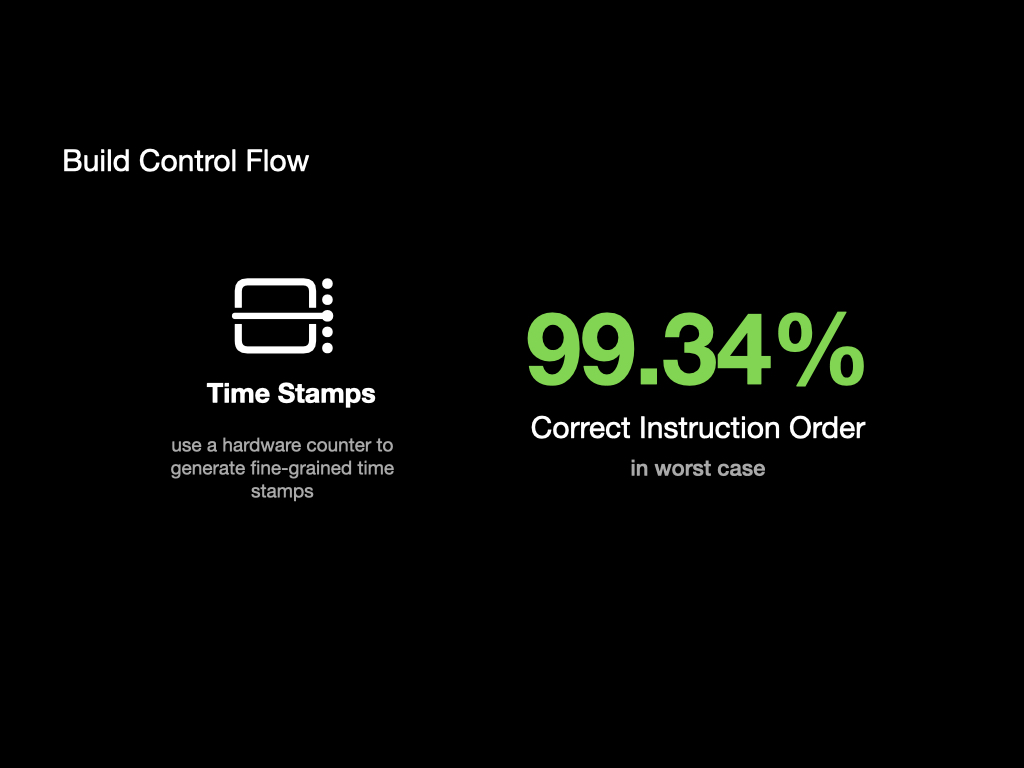 Build Control Flow
Time Stamps
use a hardware counter to
generate fine-grained time
stamps
99.34%
Correct Instruction Order
in worst case